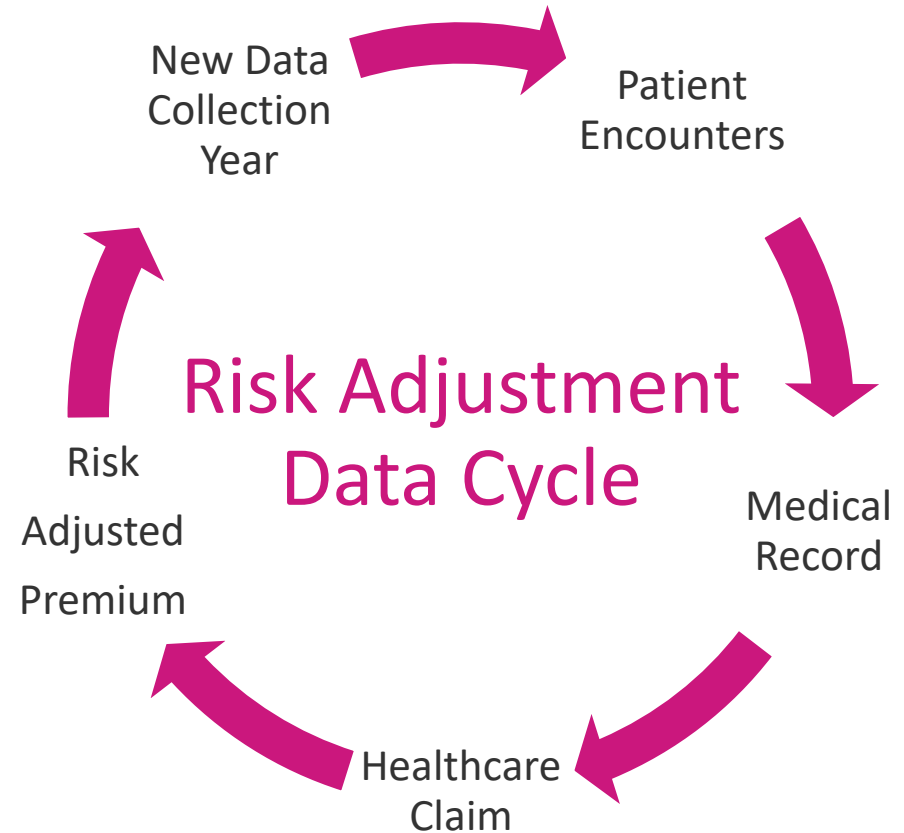 New Data
Collection
Year
Patient
Encounters
Risk Adjustment
Data Cycle
Medical
Record
Healthcare
Claim
Risk
Adjusted
Premium